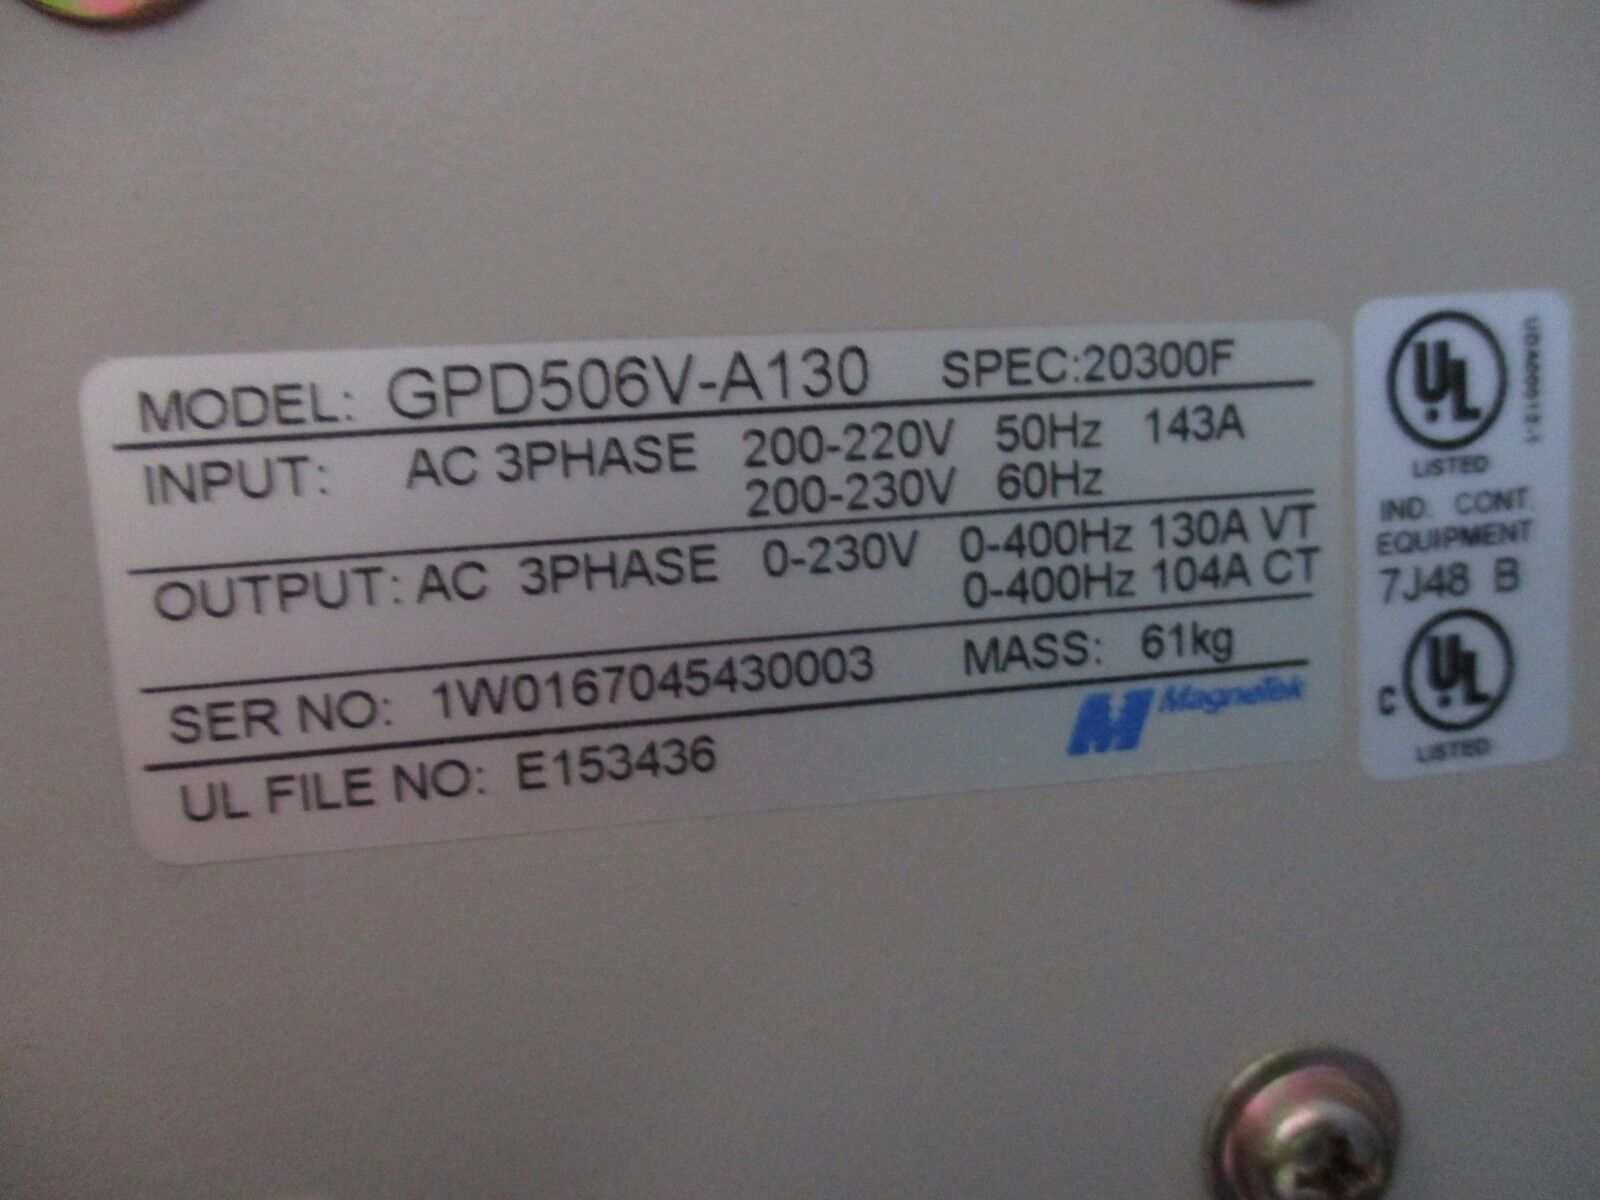 MODEL: GPD506V-A130 SPEC:20300F
INPUT: AC 3PHASE 200-220V 50Hz 143A
200-230V 60Hz
OUTPUT: AC 3PHASE 0-230V 0-400Hz 130A VT
0-400Hz 104A CT
SER NO: 1W0167045430003 MASS: 61kg
UL FILE NO: E153436
MagneTek
UL
LISTED
IND. CONT.
EQUIPMENT
7J48 B
C UL
LISTED